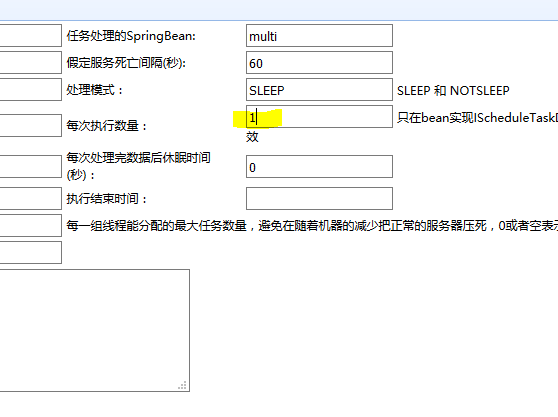 任务处理的SpringBean: multi
假定服务死亡间隔(秒): 60
处理模式： SLEEP SLEEP 和 NOTSLEEP
每次执行数量： 1 只在bean实现IScheduleTaskD
效
每次处理完数据后休眠时间
(秒)： 0
执行结束时间：
每一组线程能分配的最大任务数量，避免在随着机器的减少把正常的服务器压死，0或者空表示